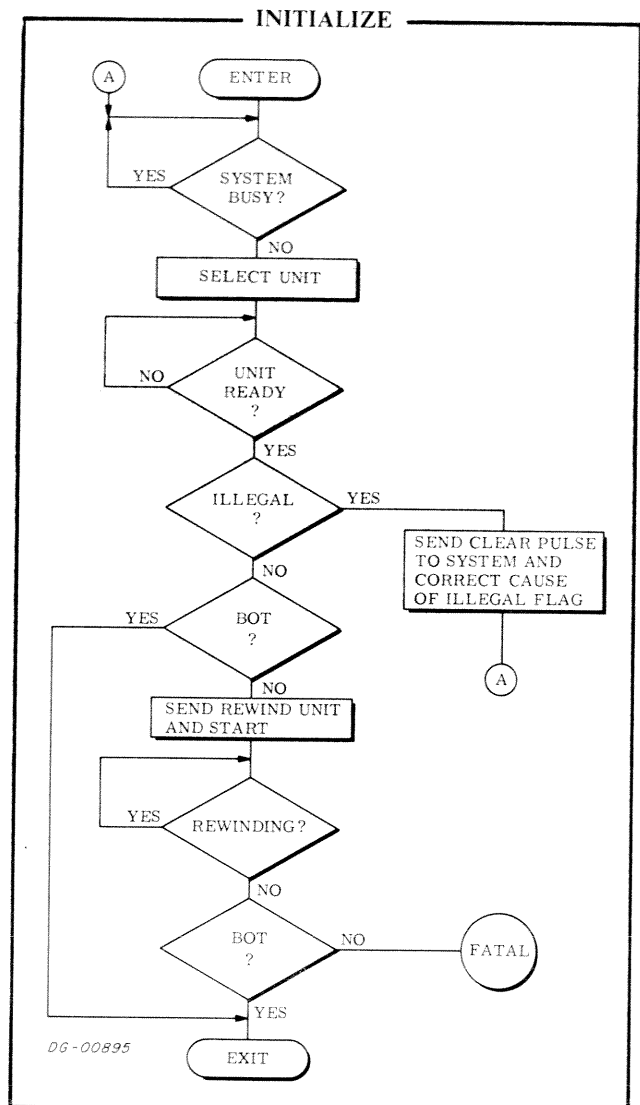 INITIALIZE
A
ENTER
YES
SYSTEM
BUSY?
NO
SELECT UNIT
NO
UNIT
READY
?
YES
ILLEGAL
?
YES
SEND CLEAR PULSE
TO SYSTEM AND
CORRECT CAUSE
OF ILLEGAL FLAG
A
NO
YES
BOT
?
NO
SEND REWIND UNIT
AND START
YES
REWINDING?
NO
BOT
?
NO
FATAL
YES
DG-00895
EXIT